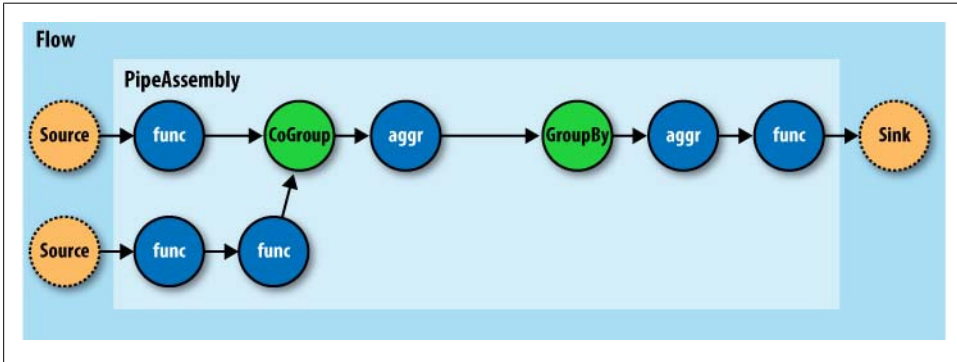 Flow
PipeAssembly
Source
func
CoGroup
aggr
GroupBy
aggr
func
Sink
Source
func
func